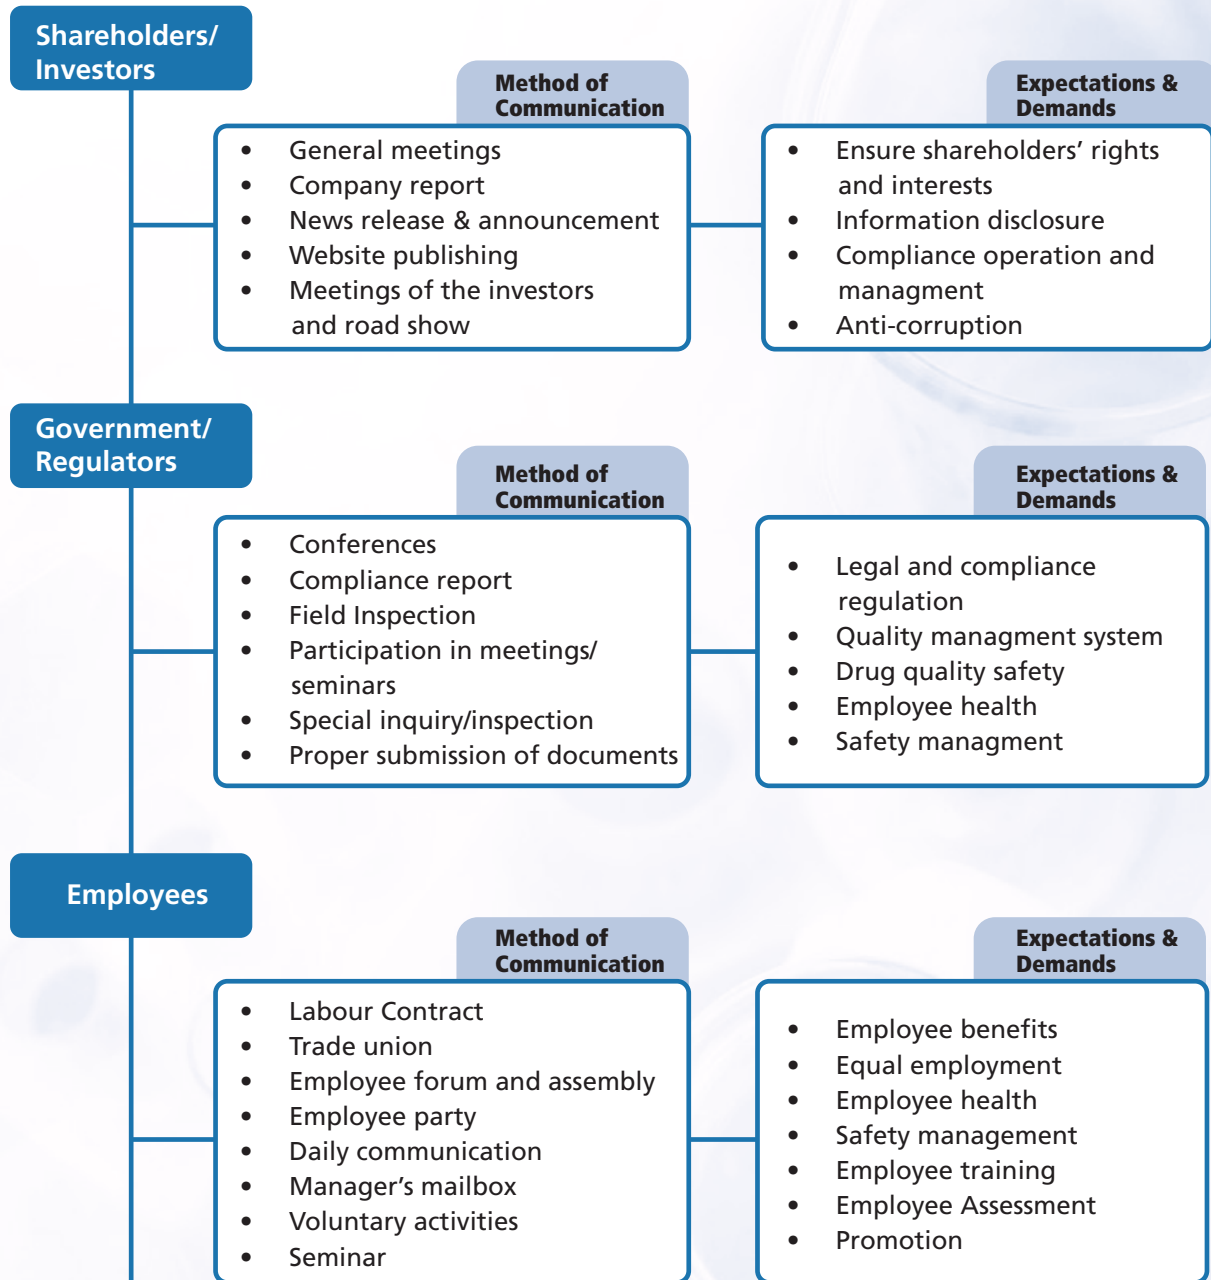 Shareholders/
Investors
Method of
Communication
• General meetings
• Company report
• News release & announcement
• Website publishing
• Meetings of the investors
and road show
Expectations &
Demands
• Ensure shareholders’ rights
and interests
• Information disclosure
• Compliance operation and
managment
• Anti-corruption
Government/
Regulators
Method of
Communication
• Conferences
• Compliance report
• Field Inspection
• Participation in meetings/
seminars
• Special inquiry/inspection
• Proper submission of documents
Expectations &
Demands
• Legal and compliance
regulation
• Quality managment system
• Drug quality safety
• Employee health
• Safety managment
Employees
Method of
Communication
• Labour Contract
• Trade union
• Employee forum and assembly
• Employee party
• Daily communication
• Manager’s mailbox
• Voluntary activities
• Seminar
Expectations &
Demands
• Employee benefits
• Equal employment
• Employee health
• Safety management
• Employee training
• Employee Assessment
• Promotion